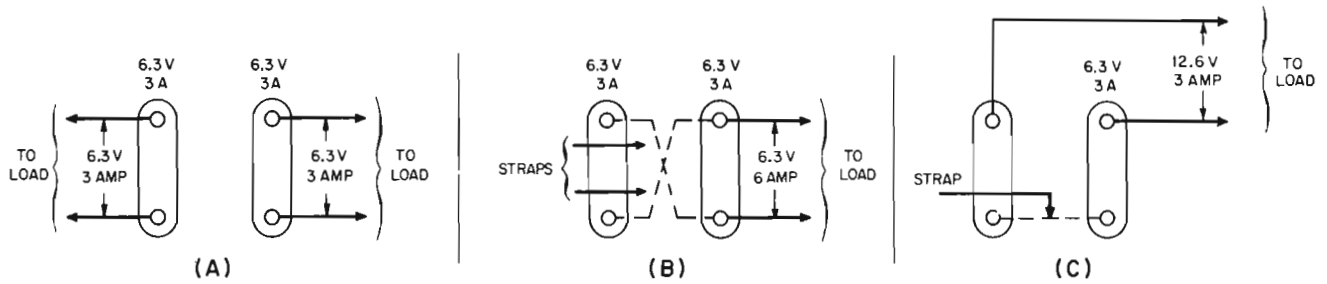 6.3 V
3A
6.3 V
3A
TO
LOAD
6.3 V
3 AMP
6.3 V
3 AMP
TO
LOAD
(A)
6.3 V
3A
6.3 V
3A
STRAPS
6.3 V
6 AMP
TO
LOAD
(B)
6.3 V
3 A
12.6 V
3 AMP
TO
LOAD
STRAP
(C)